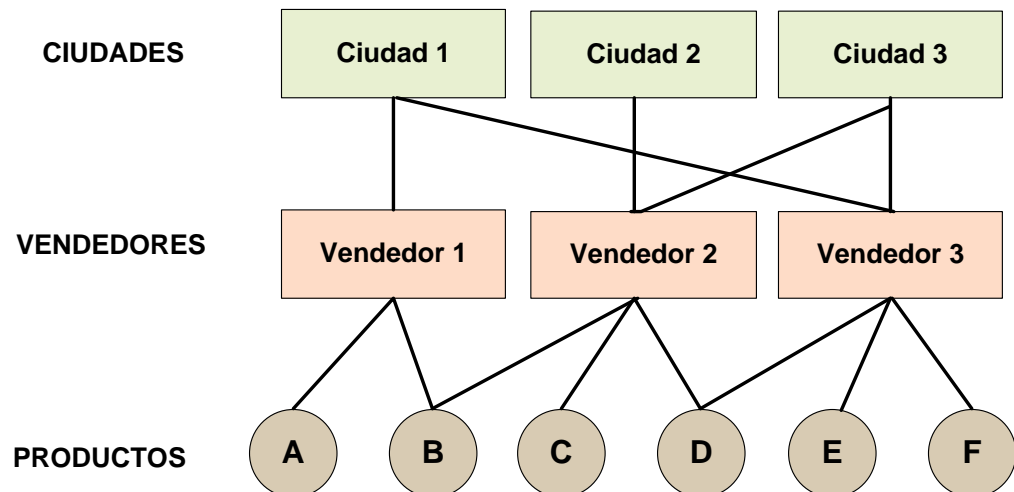 CIUDADES
Ciudad 1
Ciudad 2
Ciudad 3
VENDEDORES
Vendedor 1
Vendedor 2
Vendedor 3
PRODUCTOS
A
B
C
D
E
F